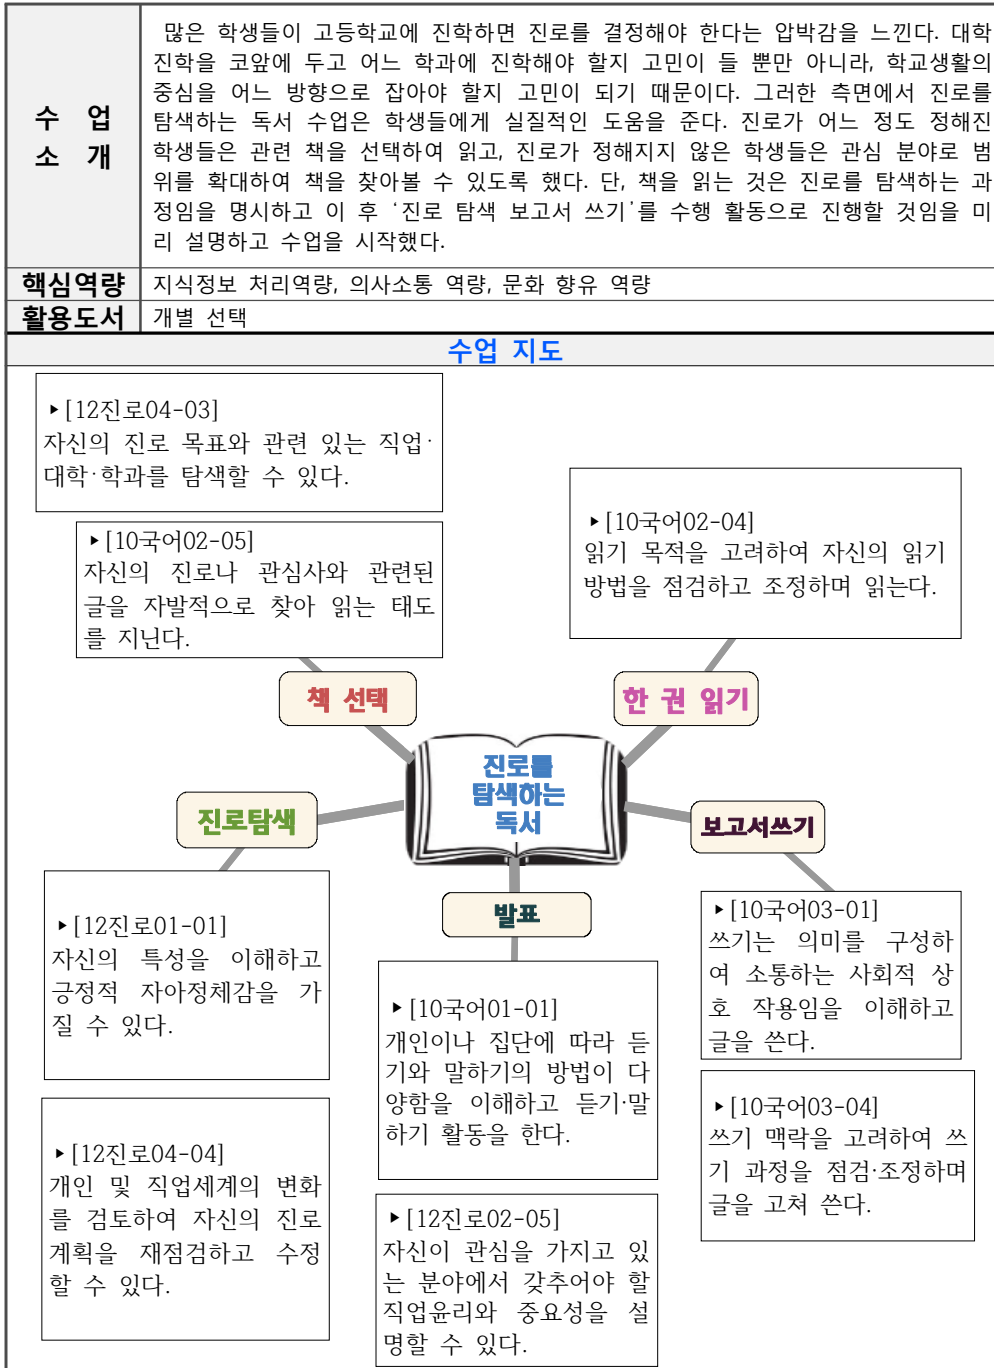 수 업
소 개
많은 학생들이 고등학교에 진학하면 진로를 결정해야 한다는 압박감을 느낀다. 대학
진학을 코앞에 두고 어느 학과에 진학해야 할지 고민이 들 뿐만 아니라, 학교생활의
중심을 어느 방향으로 잡아야 할지 고민이 되기 때문이다. 그러한 측면에서 진로를
탐색하는 독서 수업은 학생들에게 실질적인 도움을 준다. 진로가 어느 정도 정해진
학생들은 관련 책을 선택하여 읽고, 진로가 정해지지 않은 학생들은 관심 분야로 범
위를 확대하여 책을 찾아볼 수 있도록 했다. 단, 책을 읽는 것은 진로를 탐색하는 과
정임을 명시하고 이 후 ‘진로 탐색 보고서 쓰기’를 수행 활동으로 진행할 것임을 미
리 설명하고 수업을 시작했다.
핵심역량
지식정보 처리역량, 의사소통 역량, 문화 향유 역량
활용도서
개별 선택
수업 지도
▸[12진로04-03]
자신의 진로 목표와 관련 있는 직업·
대학·학과를 탐색할 수 있다.
▸[10국어02-05]
자신의 진로나 관심사와 관련된
글을 자발적으로 찾아 읽는 태도
를 지닌다.
▸[10국어02-04]
읽기 목적을 고려하여 자신의 읽기
방법을 점검하고 조정하며 읽는다.
책 선택
한 권 읽기
진로를
탐색하는
독서
진로탐색
보고서쓰기
발표
▸[12진로01-01]
자신의 특성을 이해하고
긍정적 자아정체감을 가
질 수 있다.
▸[12진로04-04]
개인 및 직업세계의 변화
를 검토하여 자신의 진로
계획을 재점검하고 수정
할 수 있다.
▸[10국어01-01]
개인이나 집단에 따라 듣
기와 말하기의 방법이 다
양함을 이해하고 듣기·말
하기 활동을 한다.
▸[12진로02-05]
자신이 관심을 가지고 있
는 분야에서 갖추어야 할
직업윤리와 중요성을 설
명할 수 있다.
▸[10국어03-01]
쓰기는 의미를 구성하
여 소통하는 사회적 상
호 작용임을 이해하고
글을 쓴다.
▸[10국어03-04]
쓰기 맥락을 고려하여 쓰
기 과정을 점검·조정하며
글을 고쳐 쓴다.